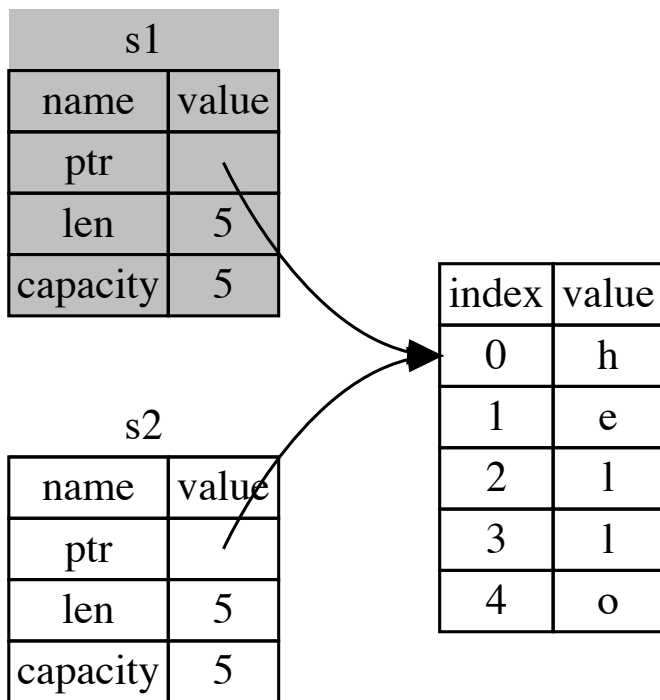 s1
name value
ptr
len 5
capacity 5
s2
name value
ptr
len 5
capacity 5
index value
0 h
1 e
2 l
3 l
4 o